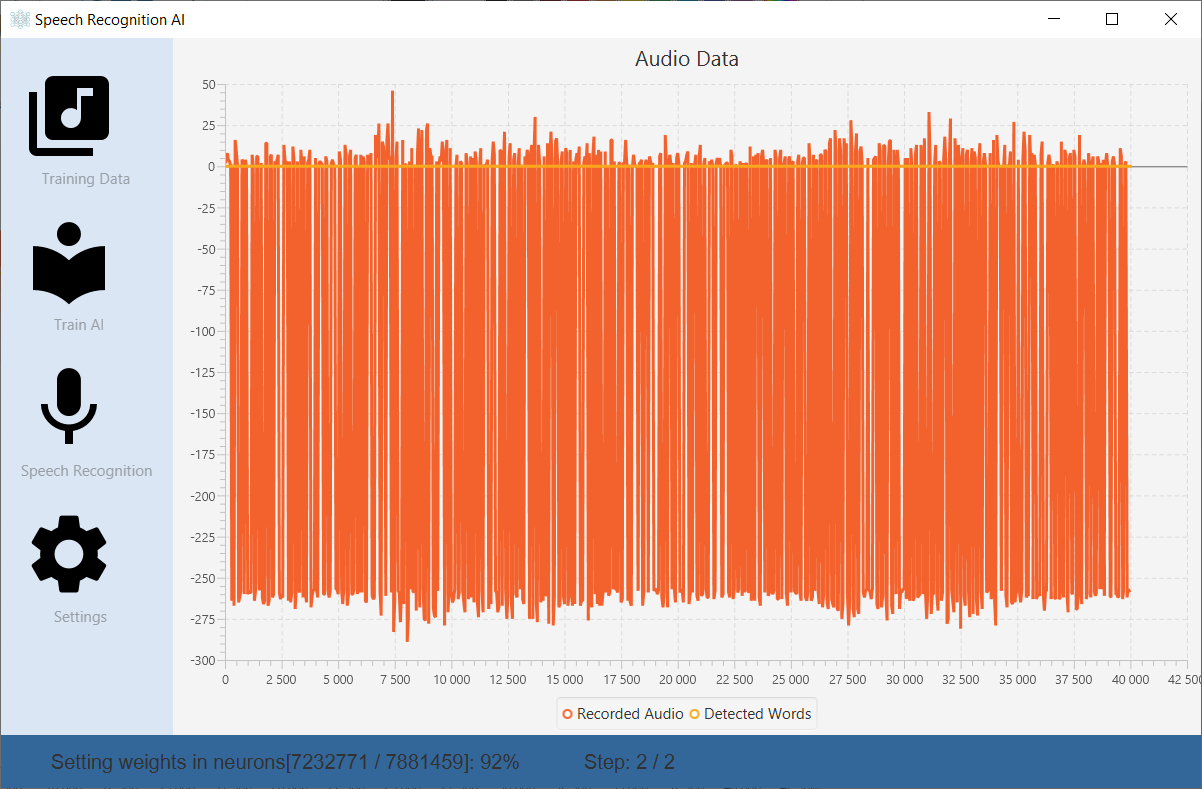 Speech Recognition AI
Training Data
Train AI
Speech Recognition
Settings
Audio Data
50
25
0
-25
-50
-75
-100
-125
-150
-175
-200
-225
-250
-275
-300
0 2 500 5 000 7 500 10 000 12 500 15 000 17 500 20 000 22 500 25 000 27 500 30 000 32 500 35 000 37 500 40 000 42 500
Recorded Audio Detected Words
Setting weights in neurons[7232771 / 7881459]: 92% Step: 2 / 2